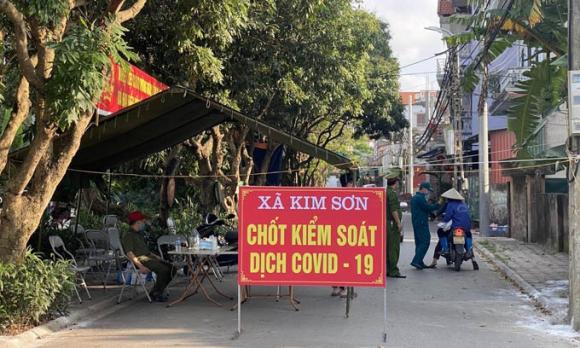 XÃ KIM SƠN
CHỐT KIỂM SOÁT
DỊCH COVID - 19